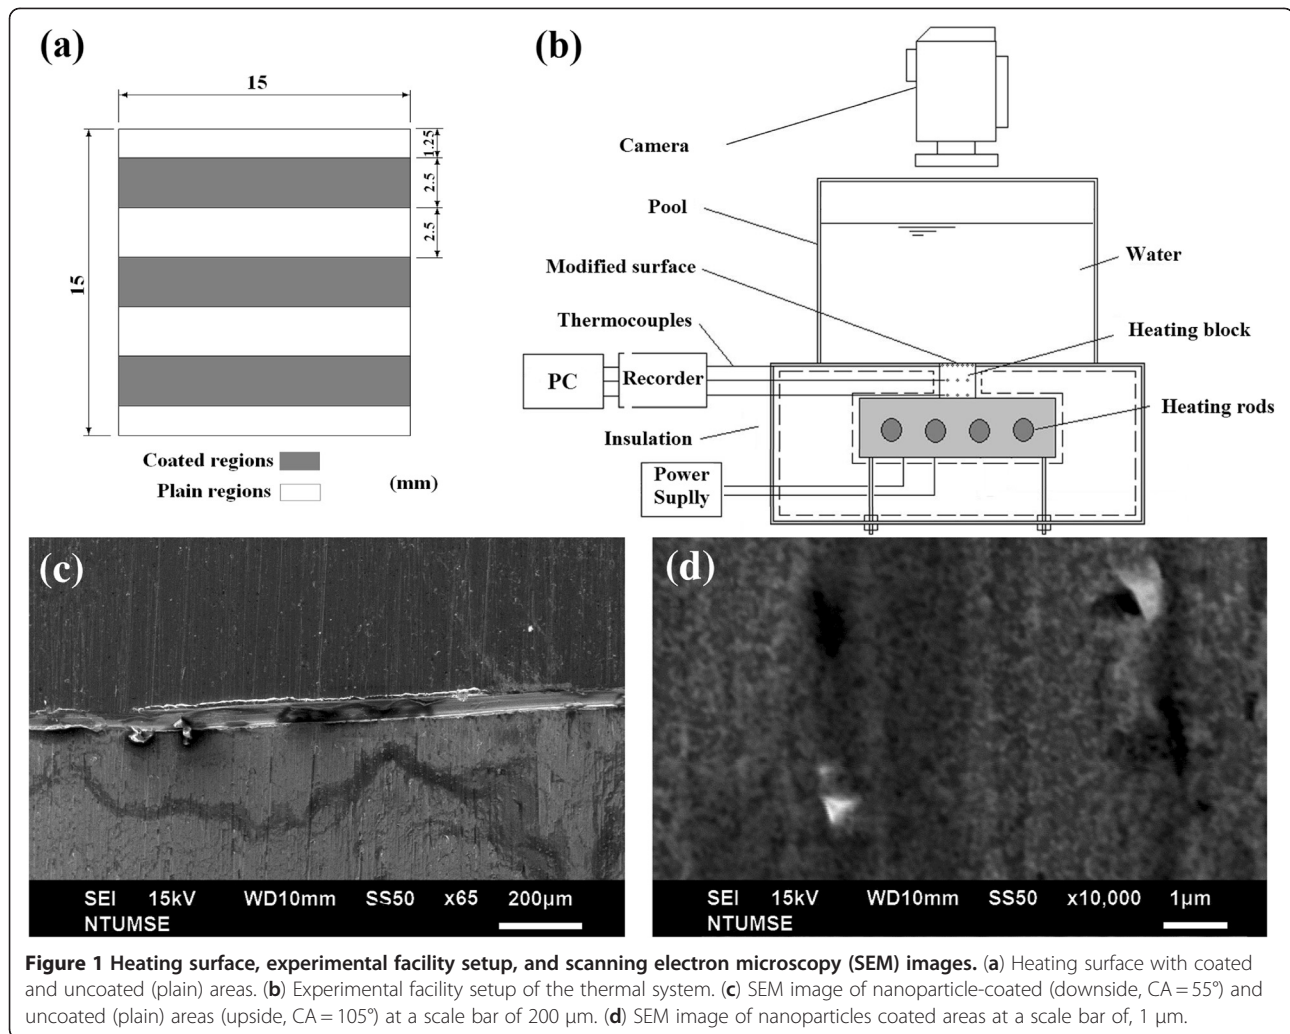 (a)
15
15
1.25
2.5
2.5
Coated regions
Plain regions
(mm)
(b)
Camera
Pool
Modified surface
Thermocouples
PC
Recorder
Insulation
Power
Suplly
Water
Heating block
Heating rods
(c)
SEI 15kV WD10mm SS50 x65 200µm
NTUMSE
(d)
SEI 15kV WD10mm SS50 x10,000 1µm
NTUMSE
Figure 1 Heating surface, experimental facility setup, and scanning electron microscopy (SEM) images. (a) Heating surface with coated
and uncoated (plain) areas. (b) Experimental facility setup of the thermal system. (c) SEM image of nanoparticle-coated (downside, CA = 55°) and
uncoated (plain) areas (upside, CA = 105°) at a scale bar of 200 µm. (d) SEM image of nanoparticles coated areas at a scale bar of, 1 µm.